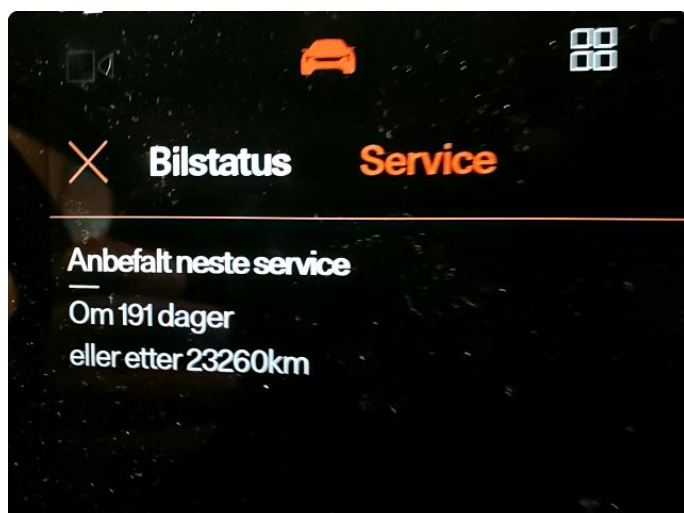 Bilstatus Service
Anbefalt neste service
Om 191 dager
eller etter 23260km